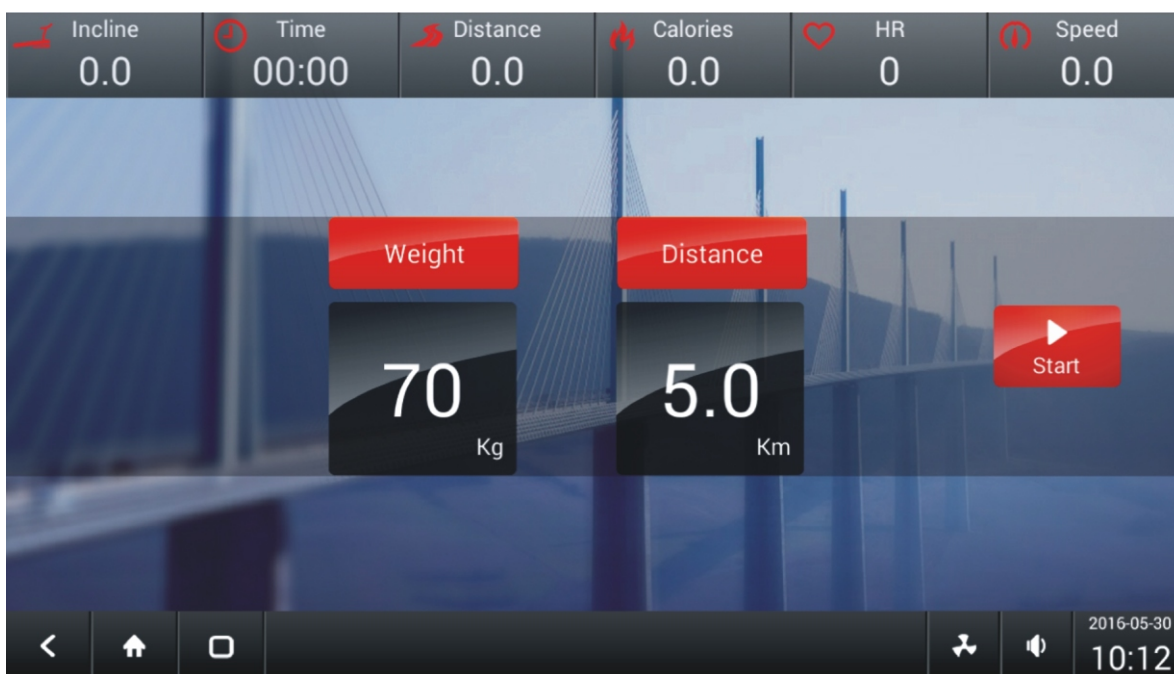 Incline Time Distance Calories HR Speed
0.0 00:00 0.0 0.0 0 0.0
Weight Distance
70 5.0
Kg Km
Start
2016-05-30
10:12